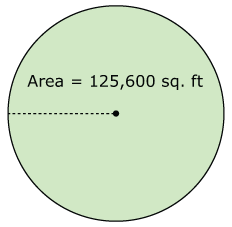 Area = 125,600 sq. ft